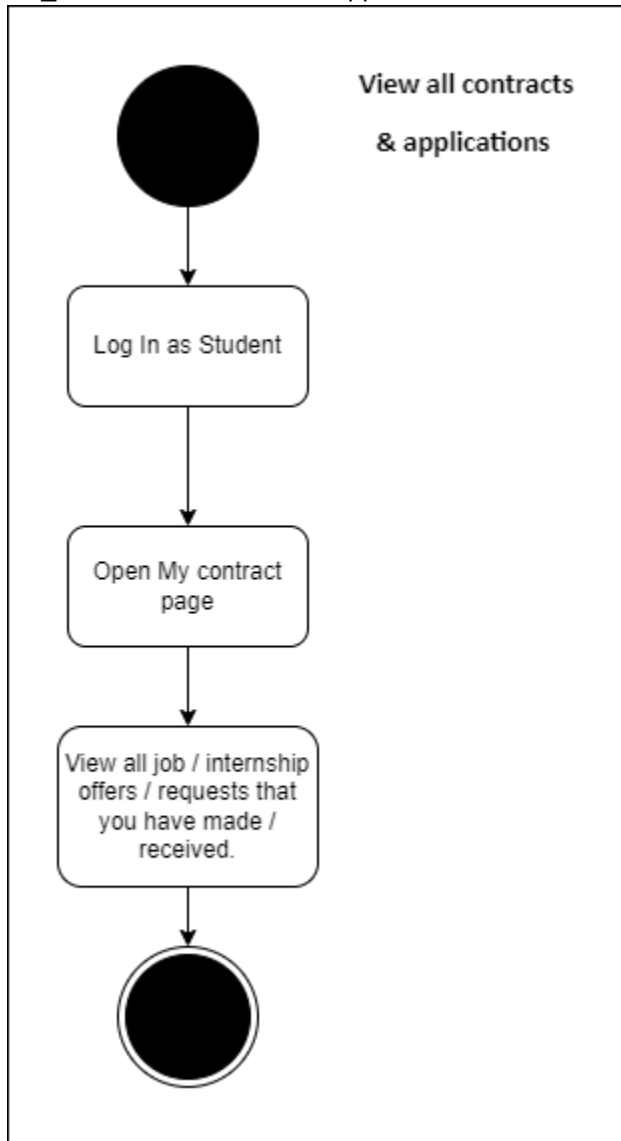 View all contracts
& applications
Log In as Student
Open My contract
page
View all job / internship
offers / requests that
you have made /
received.